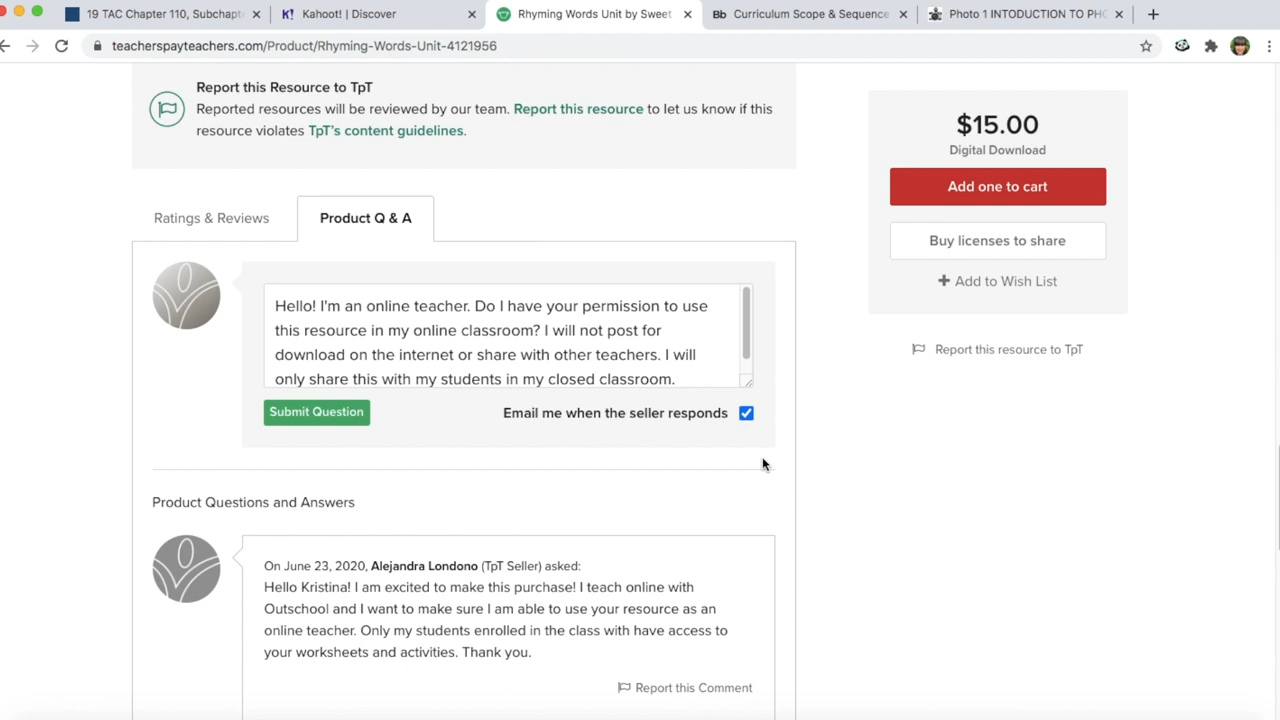 19 TAC Chapter 110, Subchapt
K! Kahoot! | Discover
Rhyming Words Unit by Sweet
Bb Curriculum Scope & Sequence
Photo 1 INTODUCTION TO PHO
teacherspayteachers.com/Product/Rhyming-Words-Unit-4121956
Report this Resource to TpT
Reported resources will be reviewed by our team. Report this resource to let us know if this
resource violates TpT's content guidelines.
$15.00
Digital Download
Add one to cart
Buy licenses to share
Add to Wish List
Report this resource to TpT
Ratings & Reviews
Product Q & A
Hello! I'm an online teacher. Do I have your permission to use
this resource in my online classroom? I will not post for
download on the internet or share with other teachers. I will
only share this with my students in my closed classroom.
Submit Question
Email me when the seller responds
Product Questions and Answers
On June 23, 2020, Alejandra Londono (TpT Seller) asked:
Hello Kristina! I am excited to make this purchase! I teach online with
Outschool and I want to make sure I am able to use your resource as an
online teacher. Only my students enrolled in the class with have access to
your worksheets and activities. Thank you.
Report this Comment